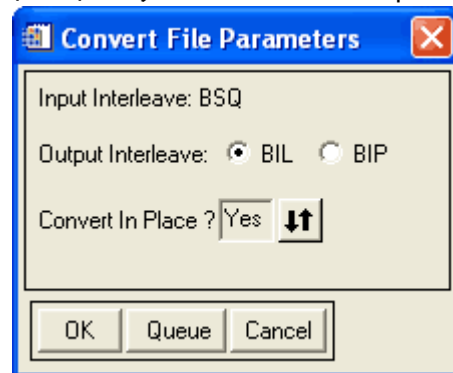 Convert File Parameters
Input Interleave: BSQ
Output Interleave: BIL BIP
Convert In Place ? Yes
OK Queue Cancel